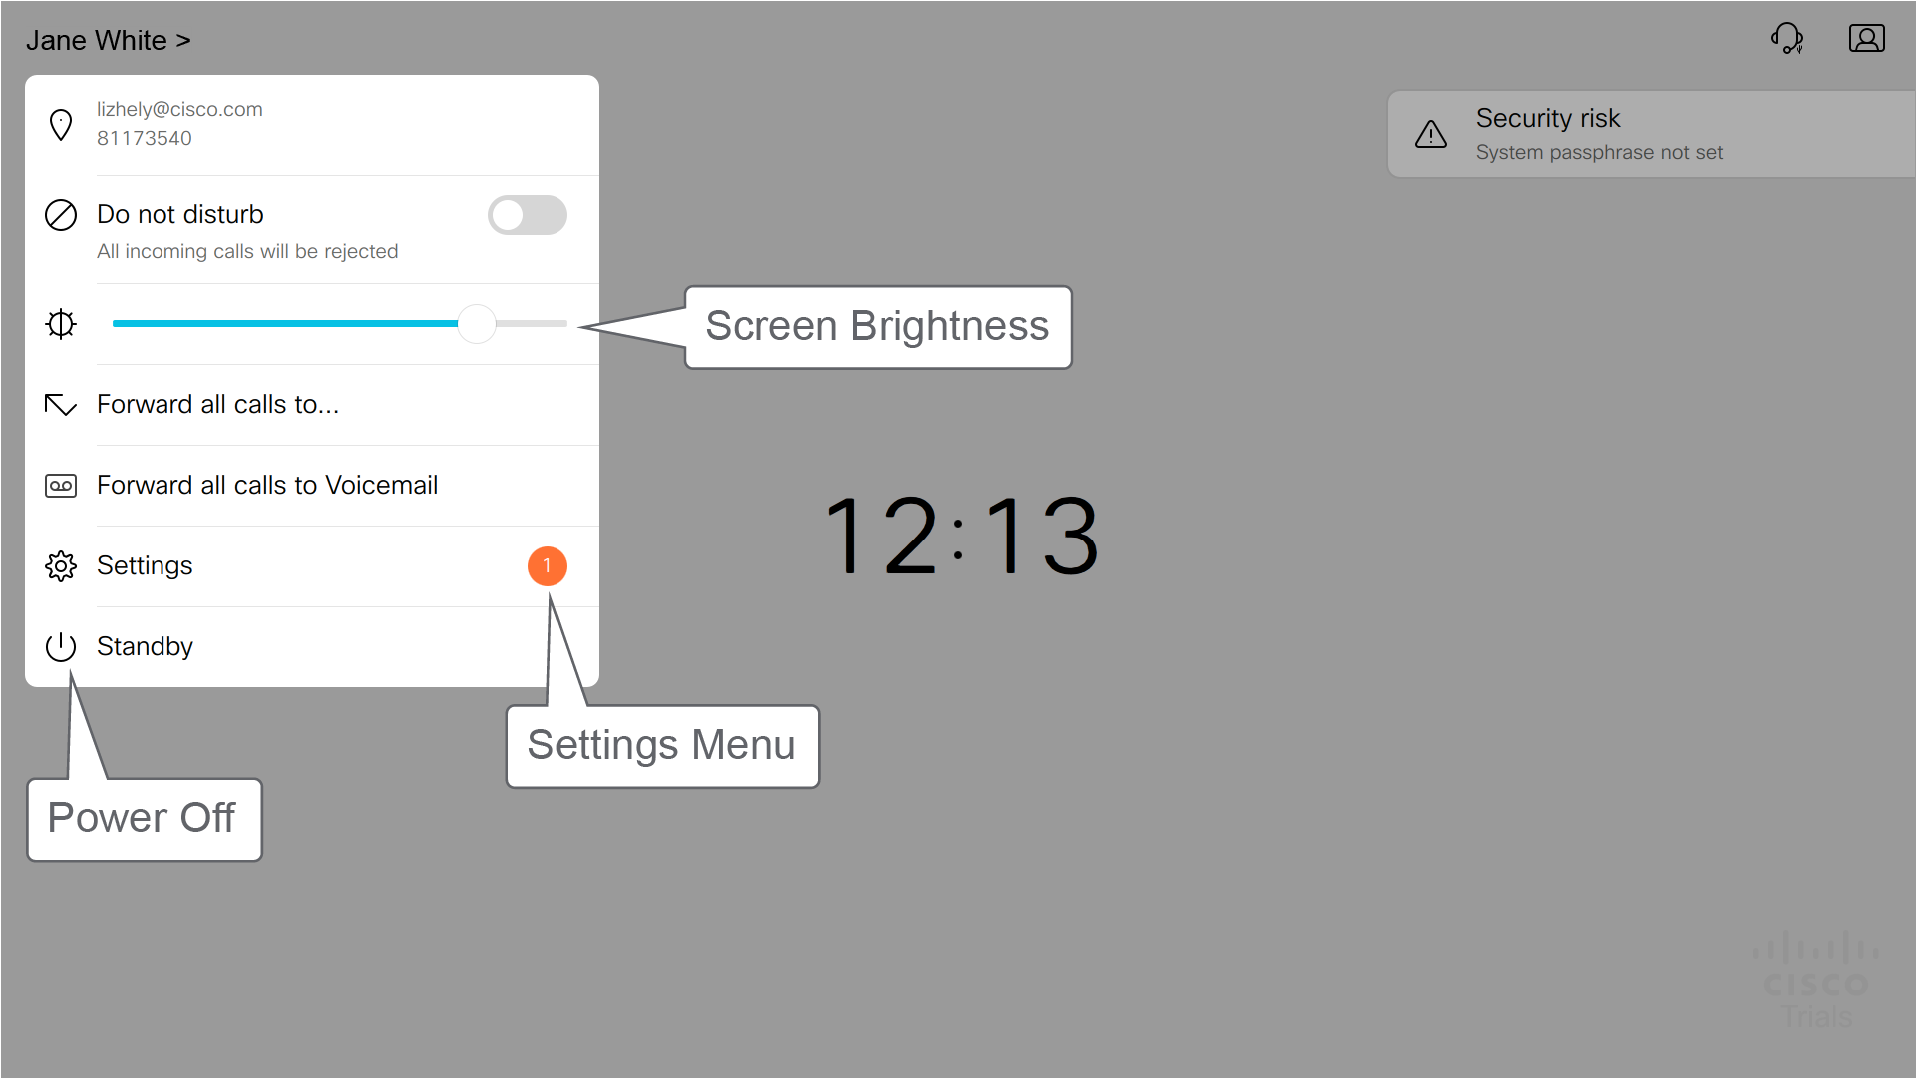 Jane White >
lizhely@cisco.com
81173540
Security risk
System passphrase not set
Do not disturb
All incoming calls will be rejected
Screen Brightness
Forward all calls to...
Forward all calls to Voicemail
12:13
Settings
1
Standby
Settings Menu
Power Off
CISCO
Trials